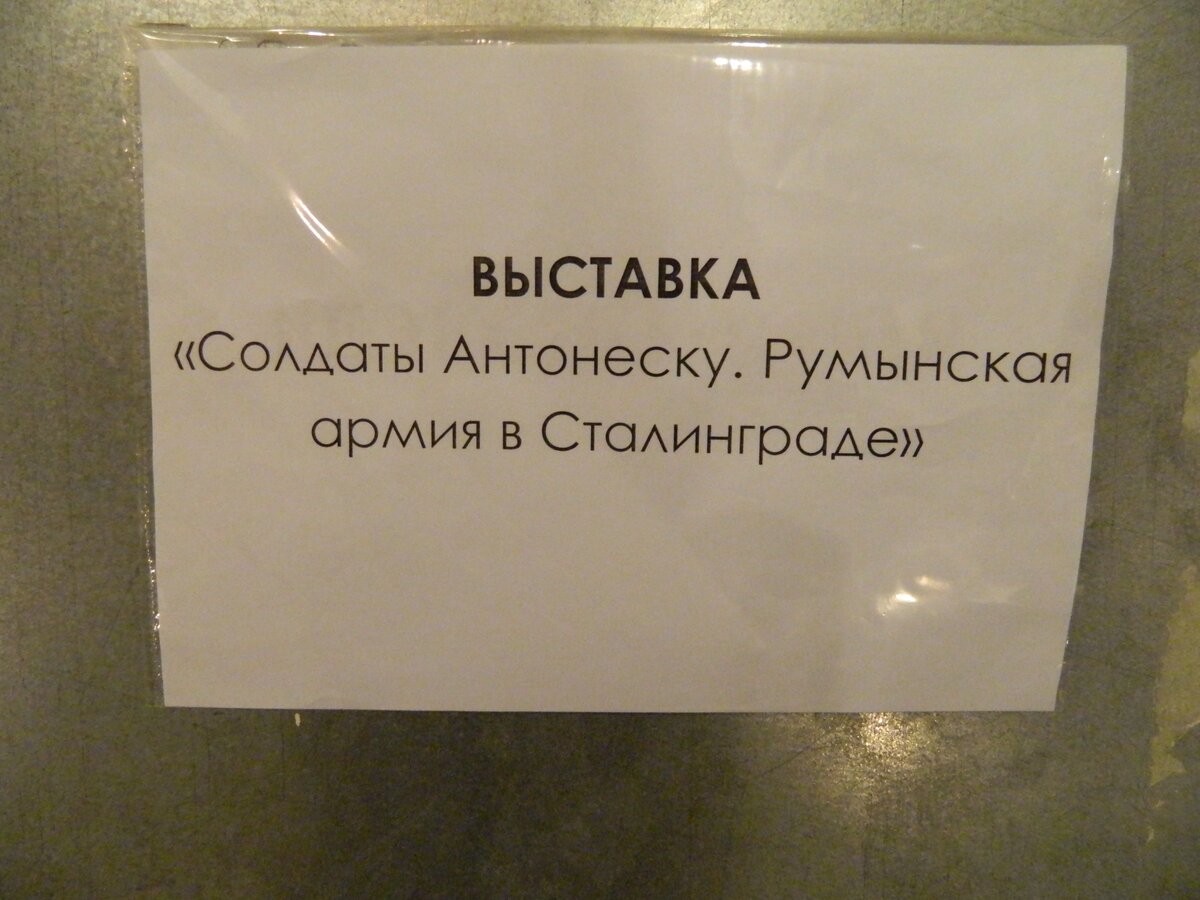 ВЫСТАВКА
«Солдаты Антонеску. Румынская
армия в Сталинграде»